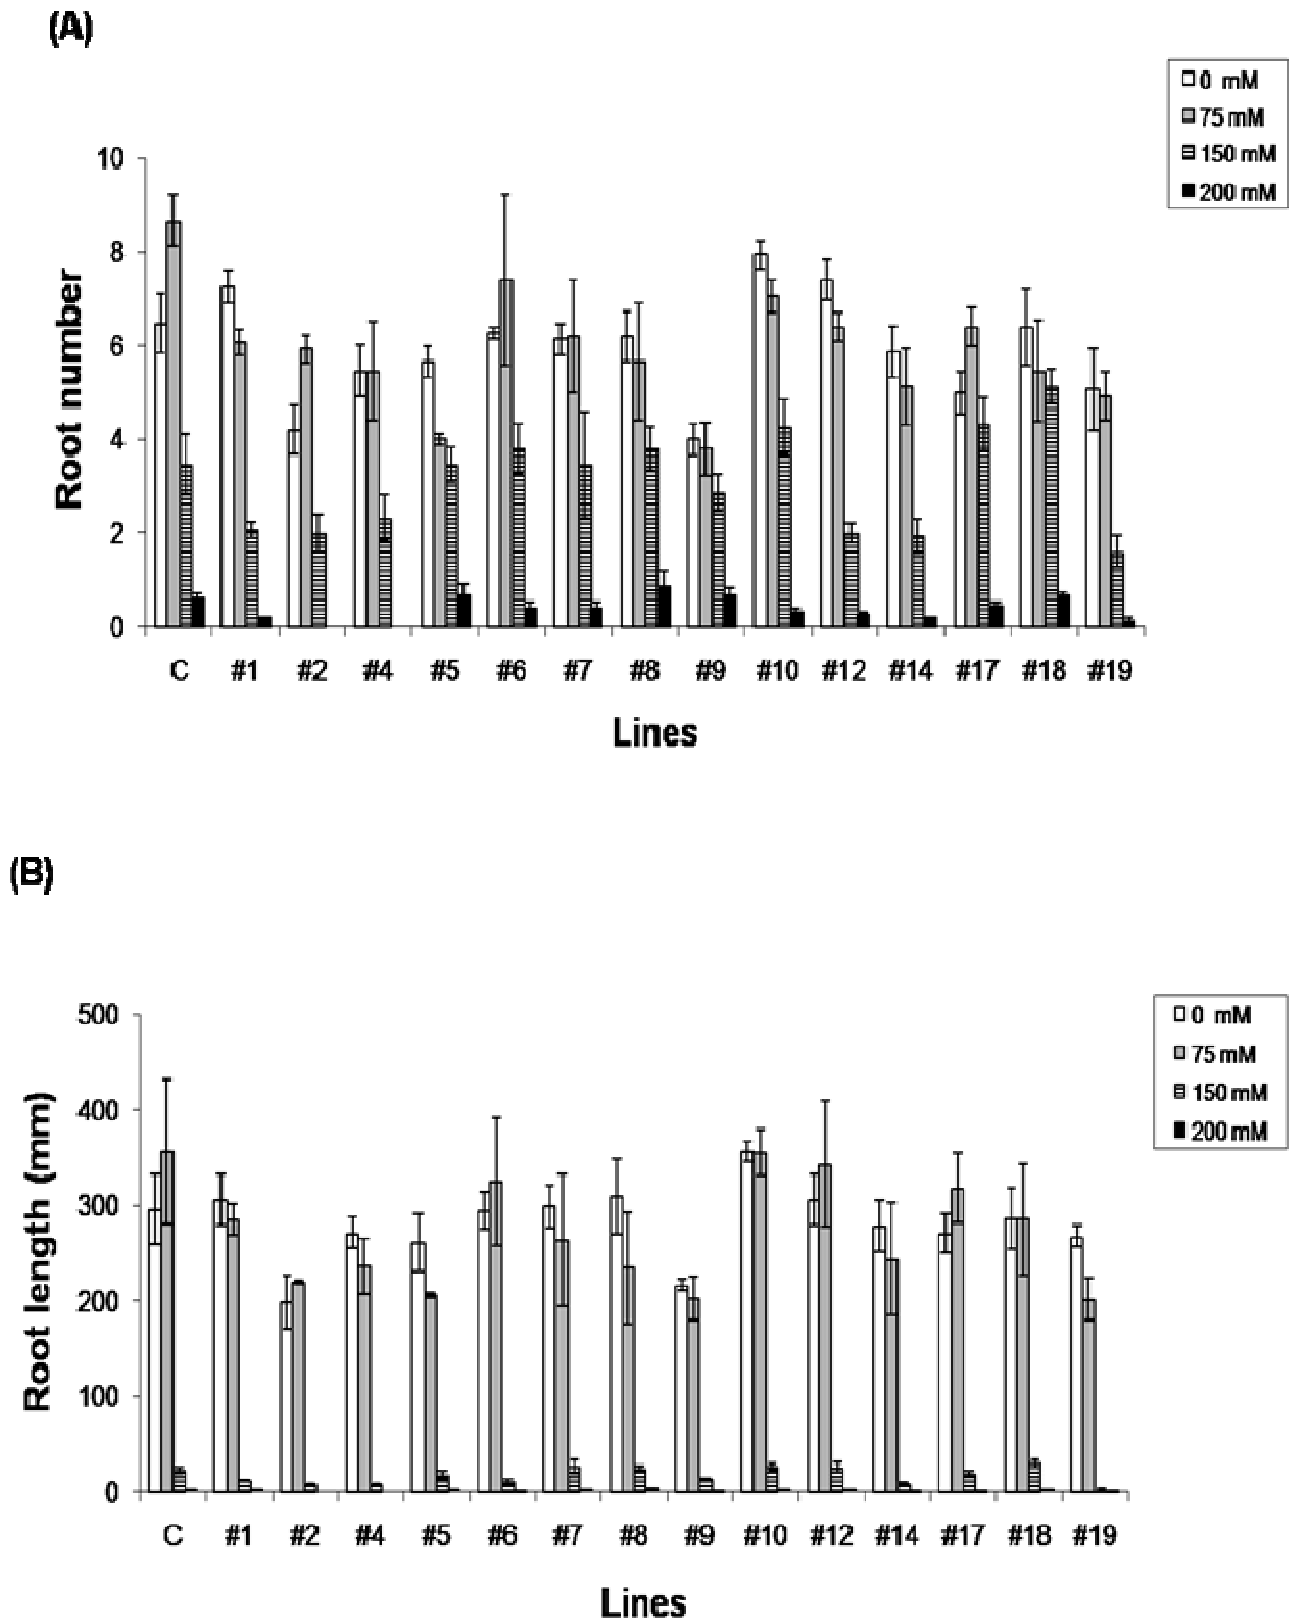 (A)
0 mM
75 mM
150 mM
200 mM
10
8
6
4
2
0
Root number
C #1 #2 #4 #5 #6 #7 #8 #9 #10 #12 #14 #17 #18 #19
Lines
(B)
0 mM
75 mM
150 mM
200 mM
500
400
300
200
100
0
Root length (mm)
C #1 #2 #4 #5 #6 #7 #8 #9 #10 #12 #14 #17 #18 #19
Lines